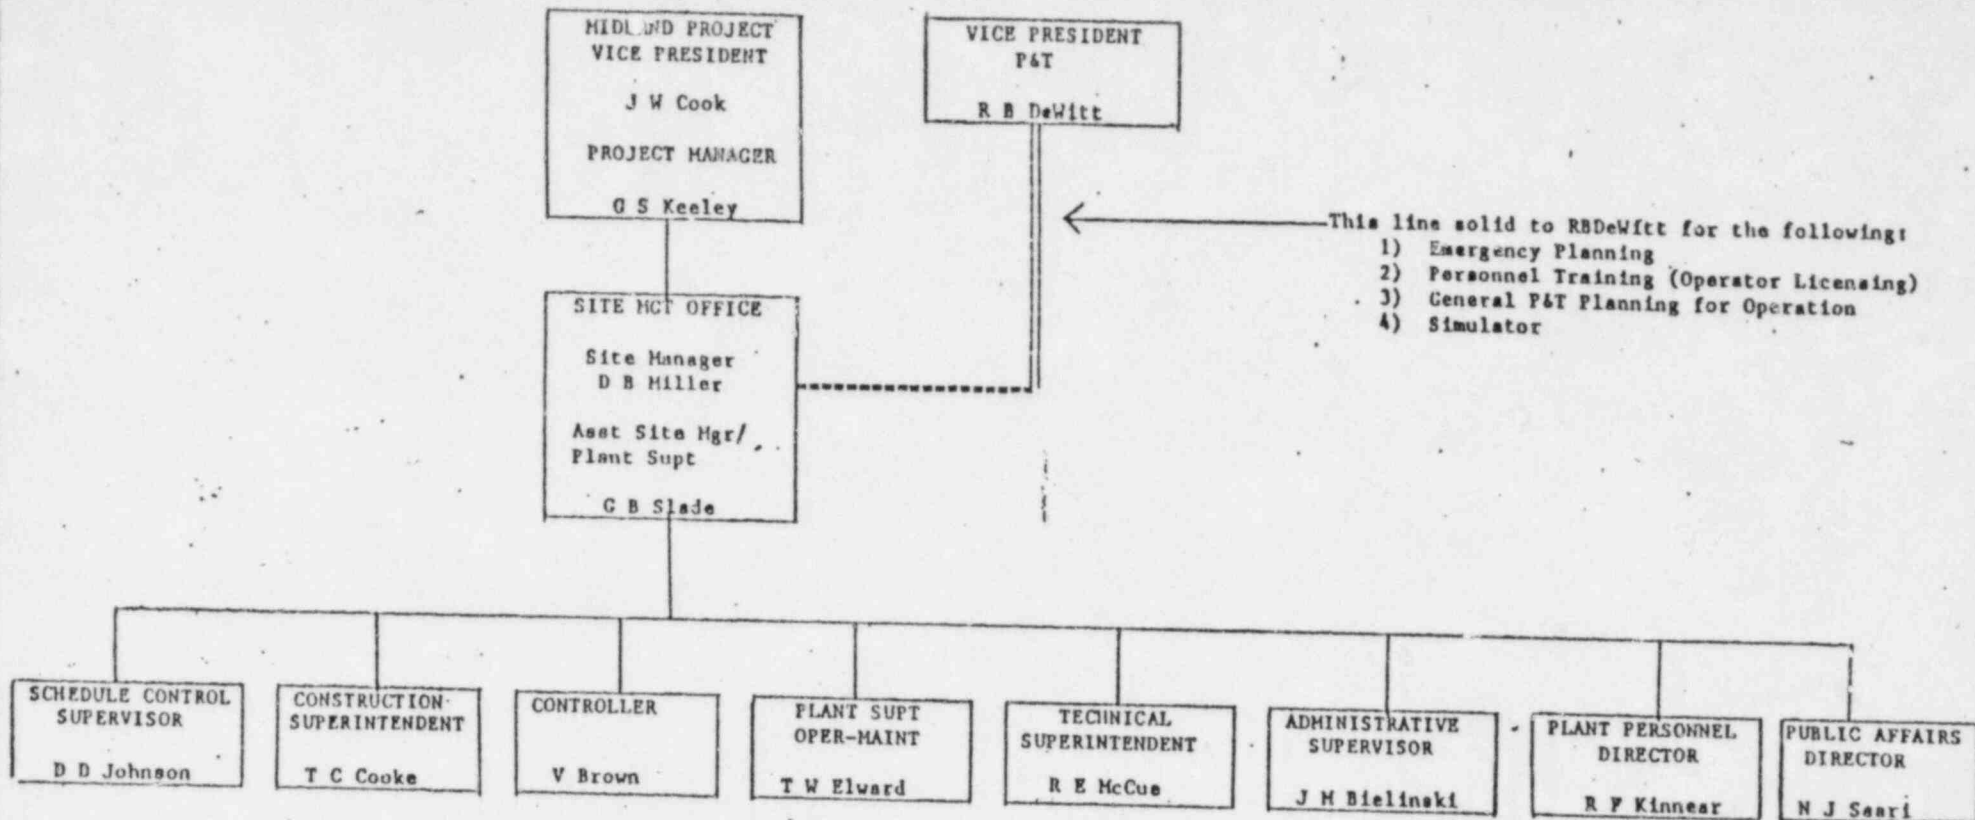 MIDLAND PROJECT
VICE PRESIDENT
J W Cook
PROJECT MANAGER
G S Keeley
VICE PRESIDENT
P&T
R B DeWitt
This line solid to RBDeWitt for the following:
1) Emergency Planning
2) Personnel Training (Operator Licensing)
3) General P&T Planning for Operation
4) Simulator
SITE MGT OFFICE
Site Manager
D B Miller
Asst Site Mgr/
Plant Supt
G B Slade
SCHEDULE CONTROL
SUPERVISOR
D D Johnson
CONSTRUCTION
SUPERINTENDENT
T C Cooke
CONTROLLER
V Brown
PLANT SUPT
OPER-MAINT
T W Elward
TECHNICAL
SUPERINTENDENT
R E McCue
ADMINISTRATIVE
SUPERVISOR
J M Bielinski
PLANT PERSONNEL
DIRECTOR
R F Kinnear
PUBLIC AFFAIRS
DIRECTOR
N J Saari